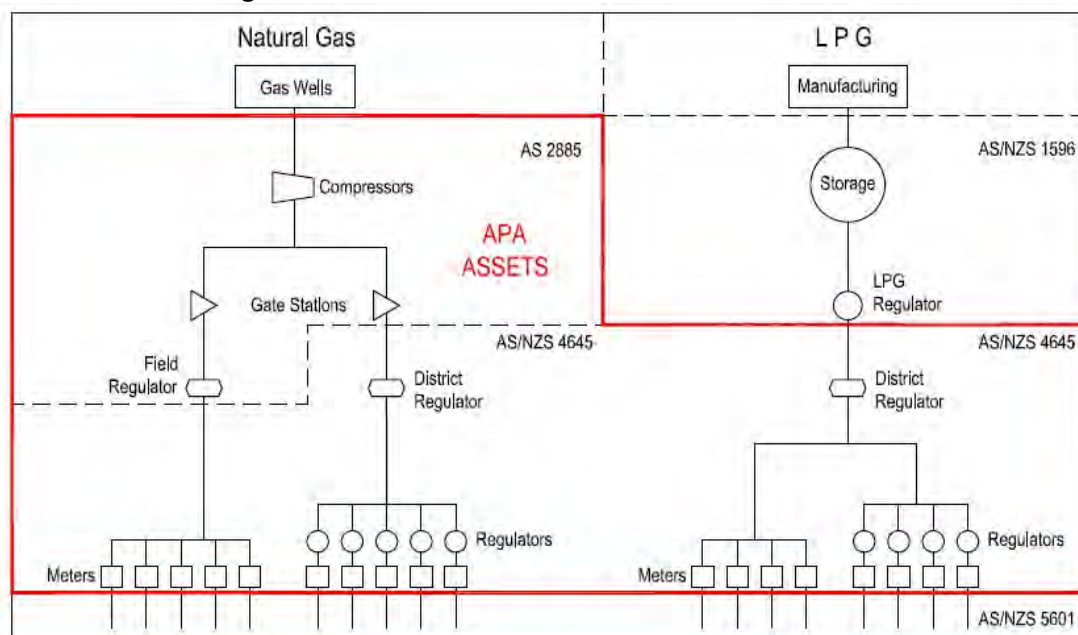 Natural Gas
L P G
Gas Wells
Manufacturing
AS 2885
AS/NZS 1596
Compressors
Storage
APA
ASSETS
LPG
Regulator
Gate Stations
AS/NZS 4645
AS/NZS 4645
Field
Regulator
District
Regulator
District
Regulator
Regulators
Regulators
Meters
Meters
AS/NZS 5601